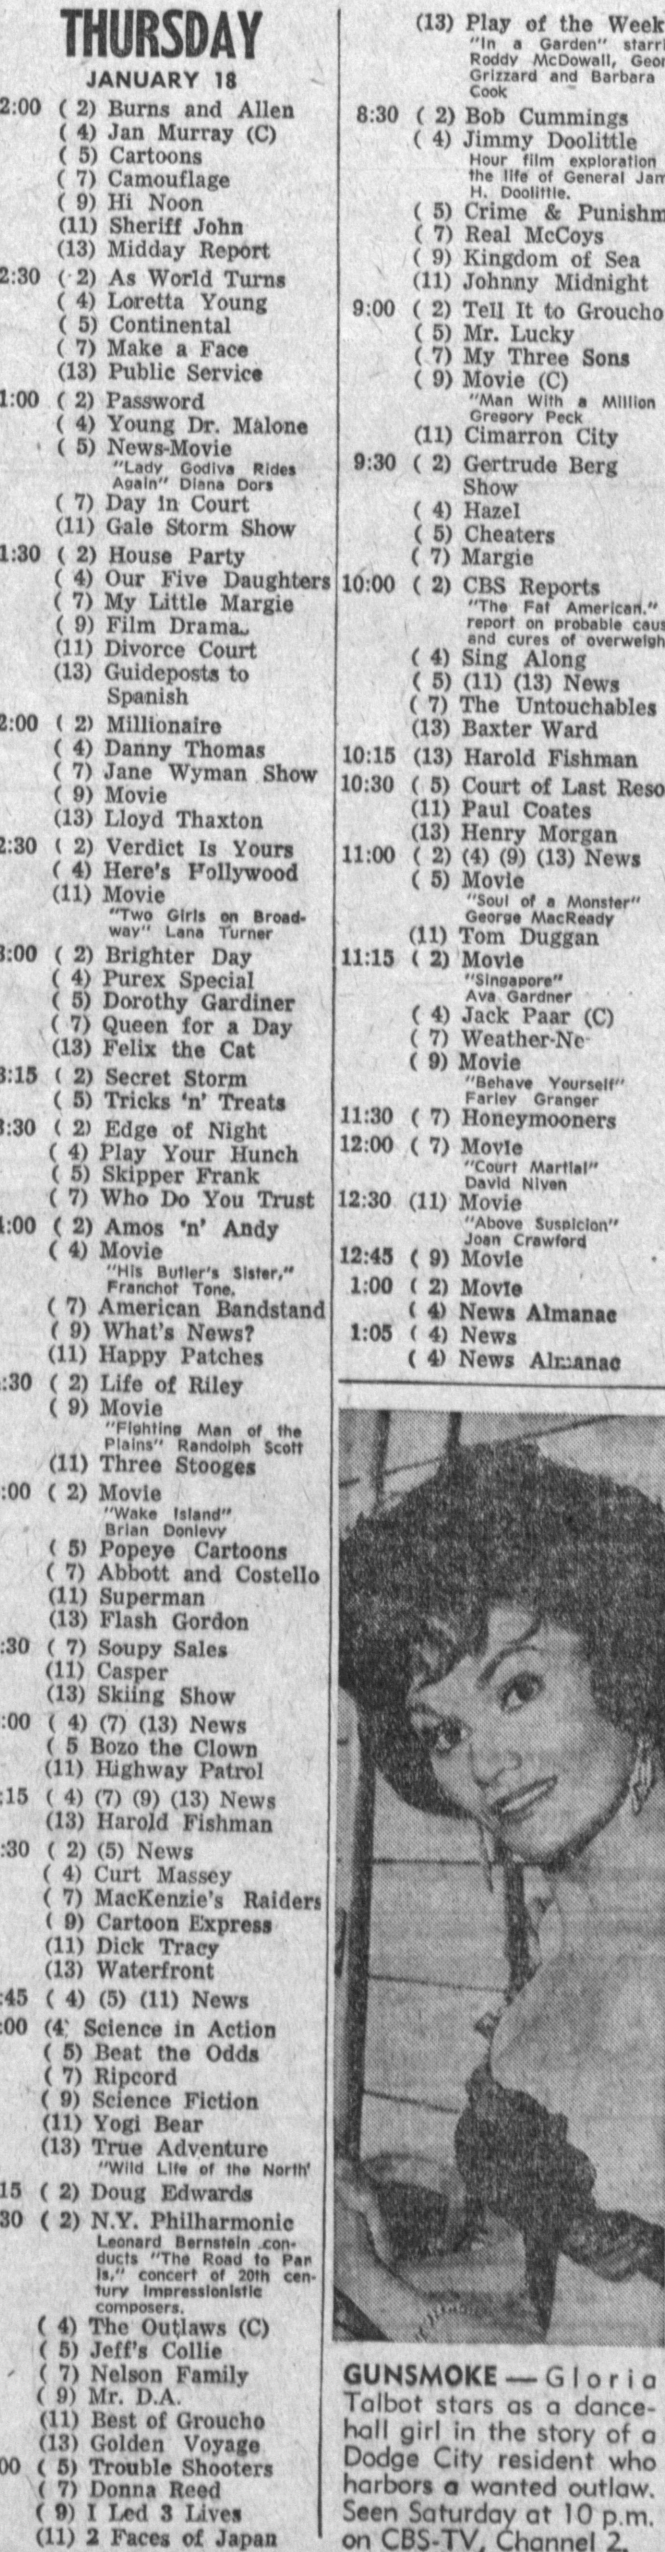 THURSDAY
JANUARY 18
2:00 ( 2) Burns and Allen
( 4) Jan Murray (C)
( 5) Cartoons
( 7) Camouflage
( 9) Hi Noon
(11) Sheriff John
(13) Midday Report
2:30 ( 2) As World Turns
( 4) Loretta Young
( 5) Continental
( 7) Make a Face
(13) Public Service
1:00 ( 2) Password
( 4) Young Dr. Malone
( 5) News-Movie
"Lady Godiva Rides
Again" Diana Dors
( 7) Day in Court
(11) Gale Storm Show
1:30 ( 2) House Party
( 4) Our Five Daughters
( 7) My Little Margie
( 9) Film Drama
(11) Divorce Court
(13) Guideposts to
Spanish
2:00 ( 2) Millionaire
( 4) Danny Thomas
( 7) Jane Wyman Show
( 9) Movie
(13) Lloyd Thaxton
2:30 ( 2) Verdict Is Yours
( 4) Here's Hollywood
(11) Movie
"Two Girls on Broad-
way" Lana Turner
3:00 ( 2) Brighter Day
( 4) Purex Special
( 5) Dorothy Gardiner
( 7) Queen for a Day
(13) Felix the Cat
3:15 ( 2) Secret Storm
( 5) Tricks 'n' Treats
3:30 ( 2) Edge of Night
( 4) Play Your Hunch
( 5) Skipper Frank
( 7) Who Do You Trust
4:00 ( 2) Amos 'n' Andy
( 4) Movie
"His Butler's Sister,"
Franchot Tone.
( 7) American Bandstand
( 9) What's News?
(11) Happy Patches
:30 ( 2) Life of Riley
( 9) Movie
"Fighting Man of the
Plains" Randolph Scott
(11) Three Stooges
:00 ( 2) Movie
"Wake Island"
Brian Donlevy
( 5) Popeye Cartoons
( 7) Abbott and Costello
(11) Superman
(13) Flash Gordon
:30 ( 7) Soupy Sales
(11) Casper
(13) Skiing Show
:00 ( 4) (7) (13) News
( 5 Bozo the Clown
(11) Highway Patrol
:15 ( 4) (7) (9) (13) News
(13) Harold Fishman
:30 ( 2) (5) News
( 4) Curt Massey
( 7) MacKenzie's Raiders
( 9) Cartoon Express
(11) Dick Tracy
(13) Waterfront
:45 ( 4) (5) (11) News
:00 (4) Science in Action
( 5) Beat the Odds
( 7) Ripcord
( 9) Science Fiction
(11) Yogi Bear
(13) True Adventure
"Wild Life of the North'
15 ( 2) Doug Edwards
30 ( 2) N.Y. Philharmonic
Leonard Bernstein con-
ducts "The Road to Par
is," concert of 20th cen-
tury impressionistic
composers.
( 4) The Outlaws (C)
( 5) Jeff's Collie
( 7) Nelson Family
( 9) Mr. D.A.
(11) Best of Groucho
(13) Golden Voyage
00 ( 5) Trouble Shooters
( 7) Donna Reed
( 9) I Led 3 Lives
(11) 2 Faces of Japan
(13) Play of the Week
"In a Garden" starri
Roddy McDowall, Geor
Grizzard and Barbara
Cook
8:30 ( 2) Bob Cummings
( 4) Jimmy Doolittle
Hour film exploration
the life of General Jam
H. Doolittle.
( 5) Crime & Punishm
( 7) Real McCoys
( 9) Kingdom of Sea
(11) Johnny Midnight
9:00 ( 2) Tell It to Groucho
( 5) Mr. Lucky
( 7) My Three Sons
( 9) Movie (C)
"Man With a Million
Gregory Peck
(11) Cimarron City
9:30 ( 2) Gertrude Berg
Show
( 4) Hazel
( 5) Cheaters
( 7) Margie
10:00 ( 2) CBS Reports
"The Fat American."
report on probable caus
and cures of overweigh
( 4) Sing Along
( 5) (11) (13) News
( 7) The Untouchables
(13) Baxter Ward
10:15 (13) Harold Fishman
10:30 ( 5) Court of Last Reso
(11) Paul Coates
(13) Henry Morgan
11:00 ( 2) (4) (9) (13) News
( 5) Movie
"Soul of a Monster"
George MacReady
(11) Tom Duggan
11:15 ( 2) Movie
"Singapore"
Ava Gardner
( 4) Jack Paar (C)
( 7) Weather-Ne
( 9) Movie
"Behave Yourself"
Farley Granger
11:30 ( 7) Honeymooners
12:00 ( 7) Movie
"Court Martial"
David Niven
12:30 (11) Movie
"Above Suspicion"
Joan Crawford
12:45 ( 9) Movie
1:00 ( 2) Movie
( 4) News Almanac
1:05 ( 4) News
( 4) News Almanac
GUNSMOKE — Gloria
Talbot stars as a dance-
hall girl in the story of a
Dodge City resident who
harbors a wanted outlaw.
Seen Saturday at 10 p.m.
on CBS-TV, Channel 2.